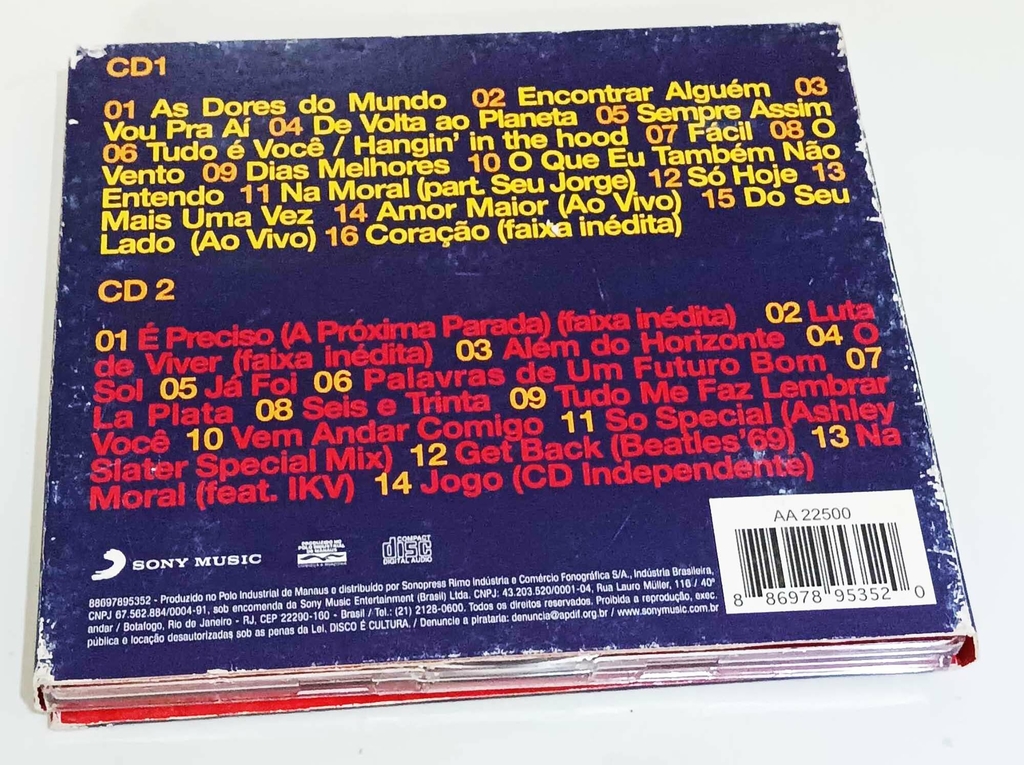 CD1
01 As Dores do Mundo 02 Encontrar Alguém 03
Vou Pra Aí 04 De Volta ao Planeta 05 Sempre Assim
06 Tudo é Você / Hangin' in the hood 07 Fácil 08 O
Vento 09 Dias Melhores 10 O Que Eu Também Não
Entendo 11 Na Moral (part. Seu Jorge) 12 Só Hoje 13
Mais Uma Vez 14 Amor Maior (Ao Vivo) 15 Do Seu
Lado (Ao Vivo) 16 Coração (faixa inédita)
CD 2
01 É Preciso (A Próxima Parada) (faixa inédita) 02 Luta
de Viver (faixa inédita) 03 Além do Horizonte 04 O
Sol 05 Já Foi 06 Palavras de Um Futuro Bom 07
La Plata 08 Seis e Trinta 09 Tudo Me Faz Lembrar
Você 10 Vem Andar Comigo 11 So Special (Ashley
Slater Special Mix) 12 Get Back (Beatles'69) 13 Na
Moral (feat. IKV) 14 Jogo (CD Independente)
AA 22500
8 86978 95352 0
SONY MUSIC
PRODUZIDO NO
POLO INDUSTRIAL
DE MANAUS
COMPACT
disc
DIGITAL AUDIO
88697895352 - Produzido no Polo Industrial de Manaus e distribuído por Sonopress Rimo Indústria e Comércio Fonográfica S/A., Indústria Brasileira,
CNPJ 67.562.884/0004-91, sob encomenda da Sony Music Entertainment (Brasil) Ltda. CNPJ: 43.203.520/0001-04, Rua Lauro Müller, 116 / 40º
andar / Botafogo, Rio de Janeiro - RJ, CEP 22290-160 - Brasil / Tel.: (21) 2128-0600. Todos os direitos reservados. Proibida a reprodução, exec.
pública e locação desautorizadas sob as penas da Lei. DISCO É CULTURA. / Denuncie a pirataria: denuncia@apdif.org.br / www.sonymusic.com.br